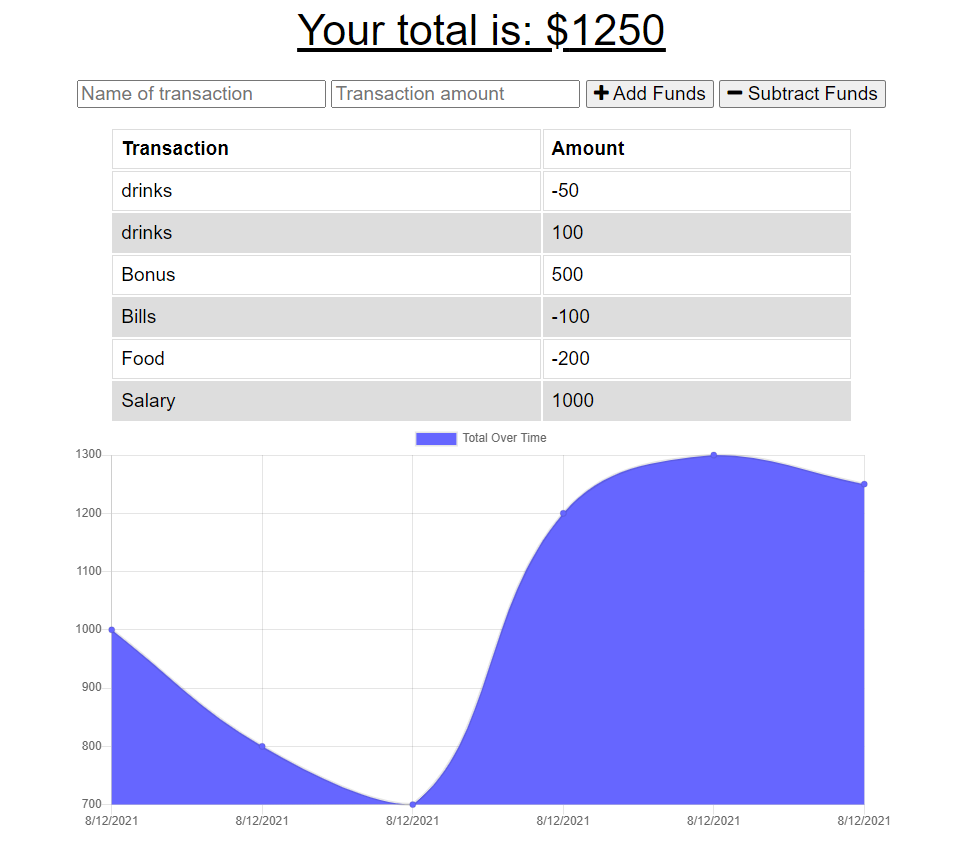 Your total is: $1250
Name of transaction Transaction amount Add Funds Subtract Funds
Transaction Amount
drinks -50
drinks 100
Bonus 500
Bills -100
Food -200
Salary 1000
Total Over Time
1300
1200
1100
1000
900
800
700
8/12/2021 8/12/2021 8/12/2021 8/12/2021 8/12/2021 8/12/2021